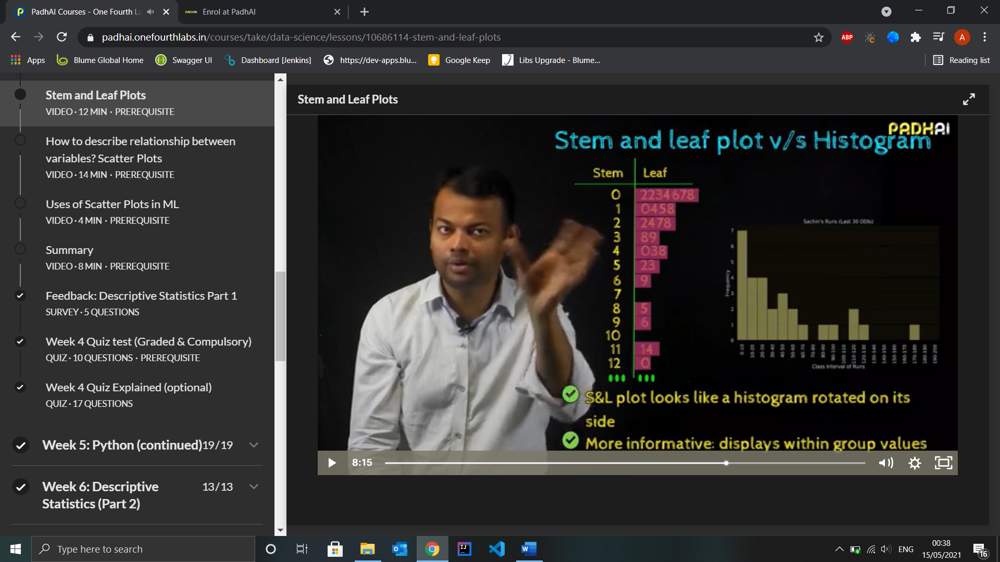 PadhAI Courses - One Fourth La
PADHAI Enrol at PadhAI
padhai.onefourthlabs.in/courses/take/data-science/lessons/10686114-stem-and-leaf-plots
ABP
A
Apps
Blume Global Home
Swagger UI
Dashboard [Jenkins]
https://dev-apps.blu...
Google Keep
Libs Upgrade - Blume...
Reading list
Stem and Leaf Plots
VIDEO · 12 MIN · PREREQUISITE
How to describe relationship between
variables? Scatter Plots
VIDEO · 14 MIN · PREREQUISITE
Uses of Scatter Plots in ML
VIDEO · 4 MIN · PREREQUISITE
Summary
VIDEO · 8 MIN · PREREQUISITE
Feedback: Descriptive Statistics Part 1
SURVEY · 5 QUESTIONS
Week 4 Quiz test (Graded & Compulsory)
QUIZ · 10 QUESTIONS · PREREQUISITE
Week 4 Quiz Explained (optional)
QUIZ · 17 QUESTIONS
Week 5: Python (continued) 19/19
Week 6: Descriptive 13/13
Statistics (Part 2)
Stem and Leaf Plots
PADHAI
Stem and leaf plot v/s Histogram
Stem Leaf
0 2234678
1 0458
2 2478
3 89
4 038
5 23
6 9
7
8 5
9 6
10
11 14
12 0
... ...
Sachin's Runs (Last 30 ODIs)
Frequency
7
6
5
4
3
2
1
0
0-10 10-20 20-30 30-40 40-50 50-60 60-70 70-80 80-90 90-100 100-110 110-120 120-130 130-140 140-150 150-160 160-170 170-180 180-190 190-200
Class Interval of Runs
S&L plot looks like a histogram rotated on its
side
More informative: displays within group values
8:15
Type here to search
IJ
W
ENG
00:38
15/05/2021
16